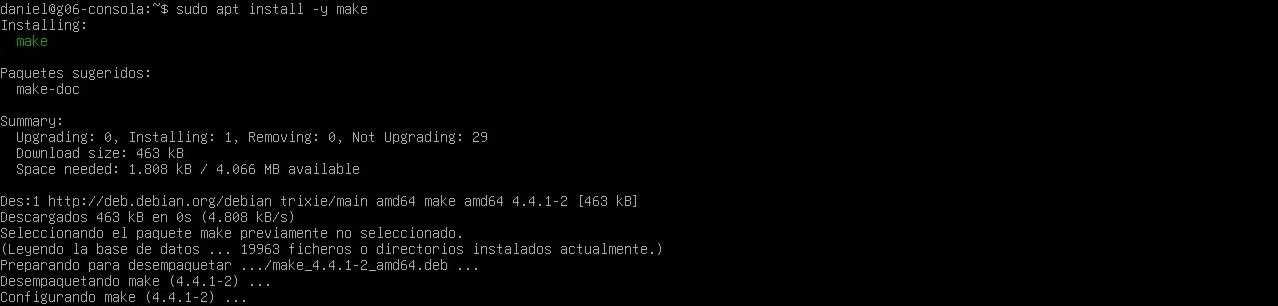 daniel@g06-consola:~$ sudo apt install -y make
Installing:
  make
Paquetes sugeridos:
  make-doc
Summary:
  Upgrading: 0, Installing: 1, Removing: 0, Not Upgrading: 29
  Download size: 463 kB
  Space needed: 1.808 kB / 4.066 MB available
Des:1 http://deb.debian.org/debian trixie/main amd64 make amd64 4.4.1-2 [463 kB]
Descargados 463 kB en 0s (4.808 kB/s)
Seleccionando el paquete make previamente no seleccionado.
(Leyendo la base de datos ... 19963 ficheros o directorios instalados actualmente.)
Preparando para desempaquetar .../make_4.4.1-2_amd64.deb ...
Desempaquetando make (4.4.1-2) ...
Configurando make (4.4.1-2) ...